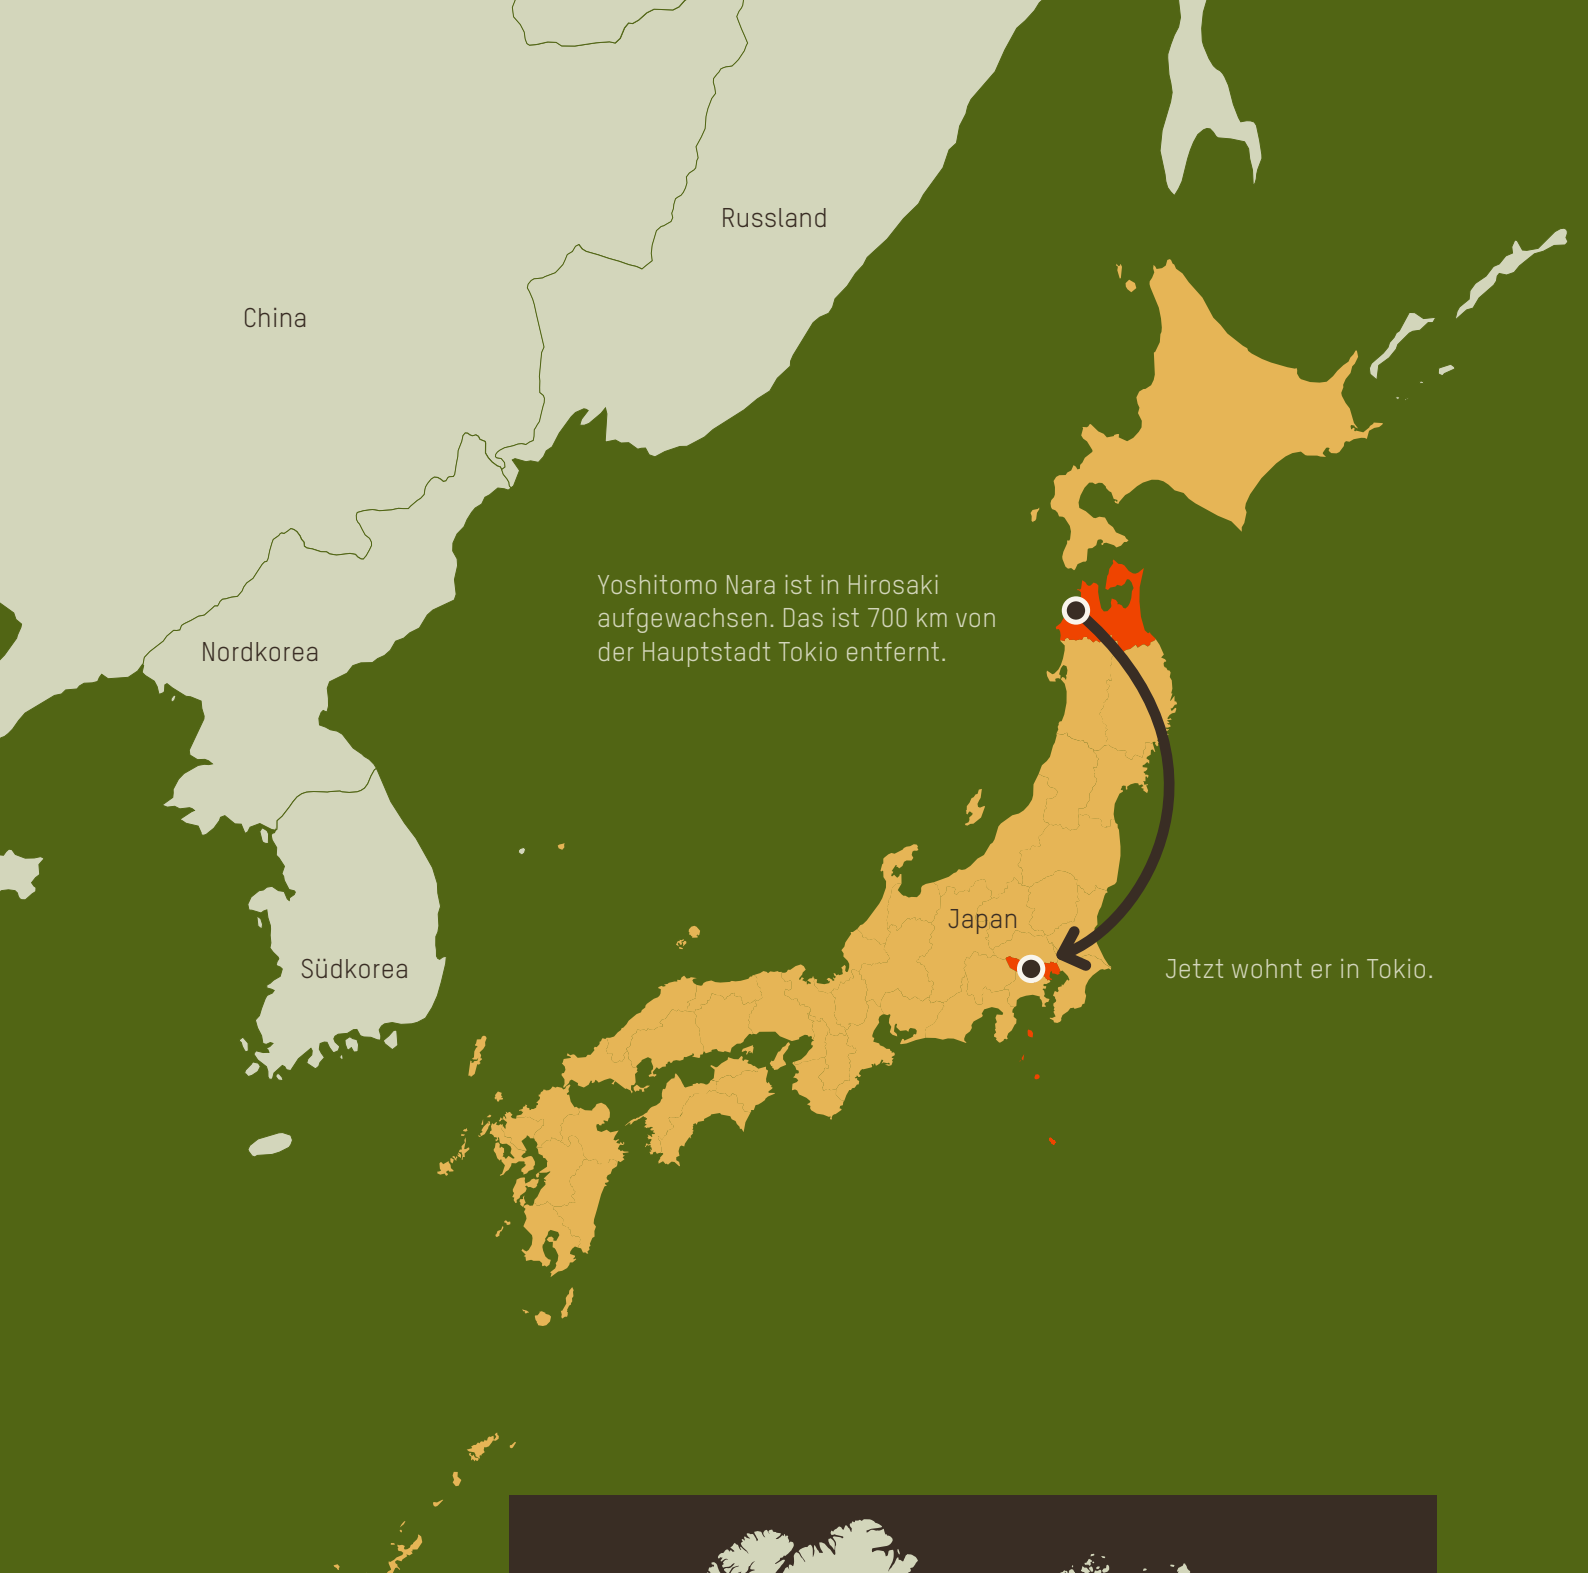 Russland
China
Yoshitomo Nara ist in Hirosaki
aufgewachsen. Das ist 700 km von
der Hauptstadt Tokio entfernt.
Nordkorea
Japan
Südkorea
Jetzt wohnt er in Tokio.